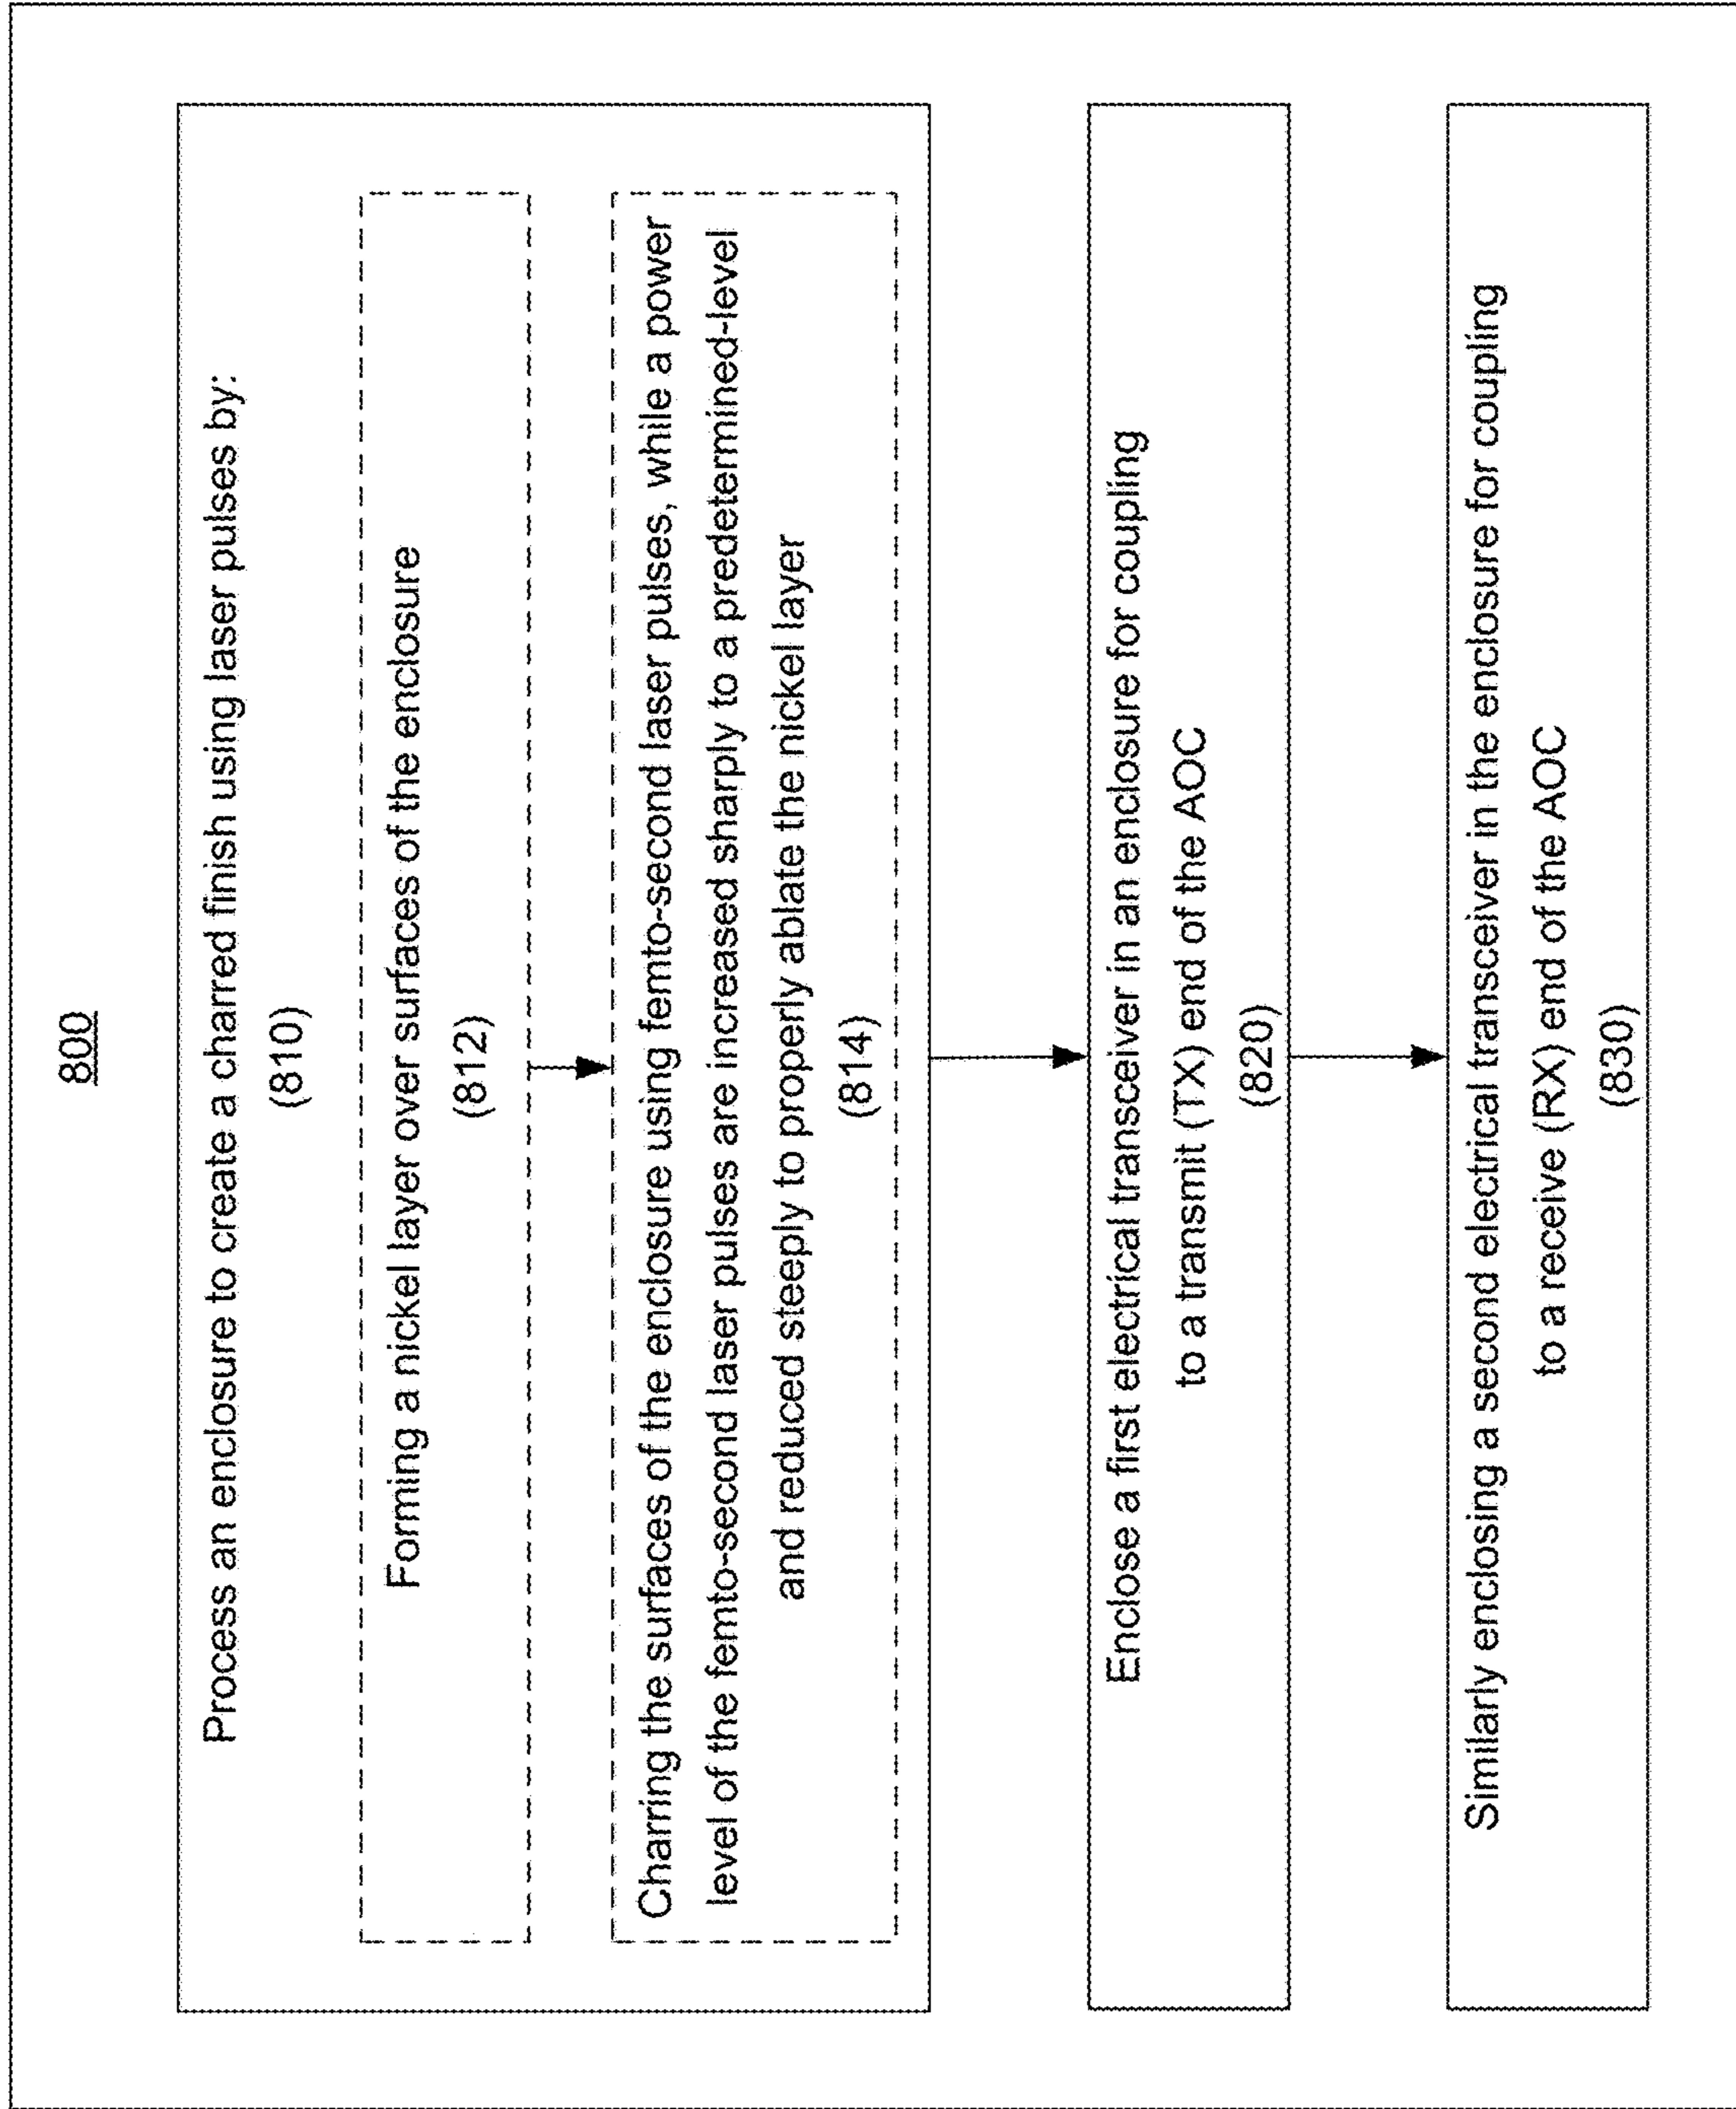 800
Process an enclosure to create a charred finish using laser pulses by:
(810)
Forming a nickel layer over surfaces of the enclosure
(812)
Charring the surfaces of the enclosure using femto-second laser pulses, while a power
level of the femto-second laser pulses are increased sharply to a predetermined-level
and reduced steeply to properly ablate the nickel layer
(814)
Enclose a first electrical transceiver in an enclosure for coupling
to a transmit (TX) end of the AOC
(820)
Similarly enclosing a second electrical transceiver in the enclosure for coupling
to a receive (RX) end of the AOC
(830)